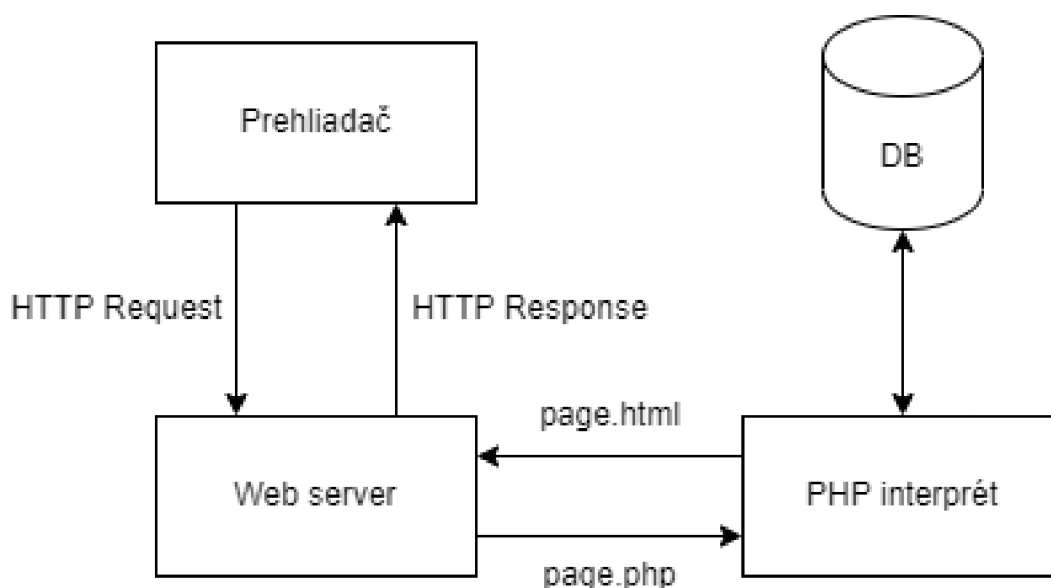 Prehliadač
DB
HTTP Request
HTTP Response
page.html
Web server
PHP interprét
page.php